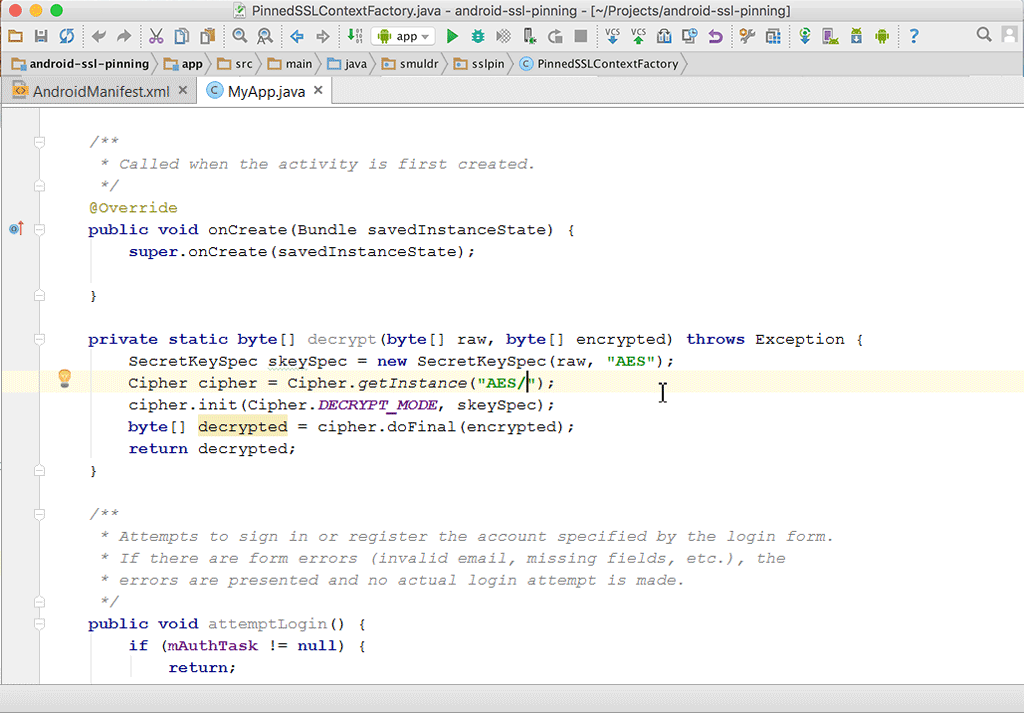 PinnedSSLContextFactory.java - android-ssl-pinning - [~/Projects/android-ssl-pinning]
app VCS VCS ?
android-ssl-pinning app src main java smuldr sslpin PinnedSSLContextFactory
AndroidManifest.xml MyApp.java
/**
* Called when the activity is first created.
*/
@Override
public void onCreate(Bundle savedInstanceState) {
super.onCreate(savedInstanceState);
}
private static byte[] decrypt(byte[] raw, byte[] encrypted) throws Exception {
SecretKeySpec skeySpec = new SecretKeySpec(raw, "AES");
Cipher cipher = Cipher.getInstance("AES/");
cipher.init(Cipher.DECRYPT_MODE, skeySpec);
byte[] decrypted = cipher.doFinal(encrypted);
return decrypted;
}
/**
* Attempts to sign in or register the account specified by the login form.
* If there are form errors (invalid email, missing fields, etc.), the
* errors are presented and no actual login attempt is made.
*/
public void attemptLogin() {
if (mAuthTask != null) {
return;